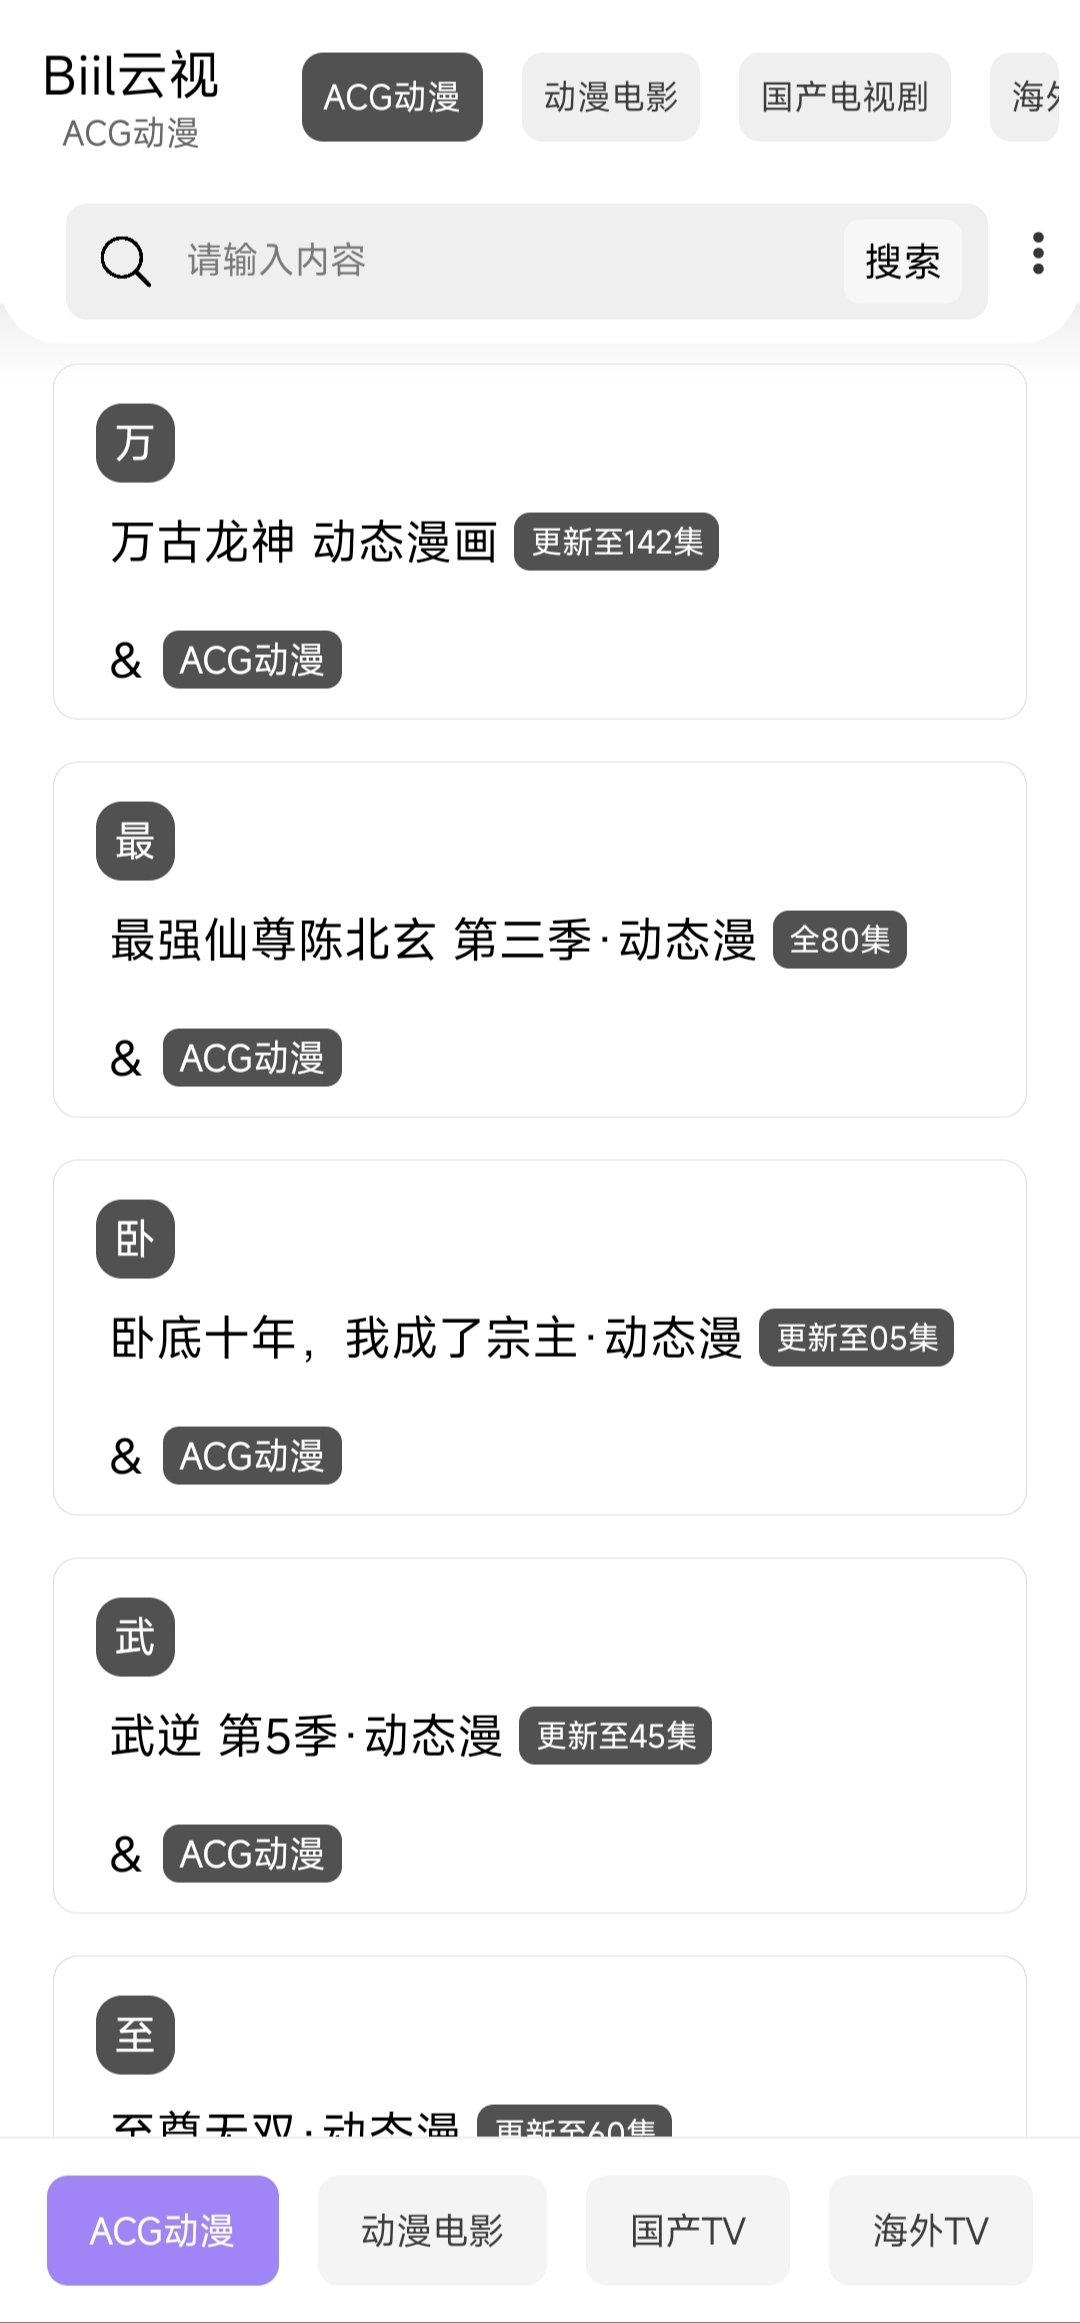 Biil云视
ACG动漫
ACG动漫 动漫电影 国产电视剧 海外
请输入内容 搜索
万
万古龙神 动态漫画 更新至142集
& ACG动漫
最
最强仙尊陈北玄 第三季·动态漫 全80集
& ACG动漫
卧
卧底十年，我成了宗主·动态漫 更新至05集
& ACG动漫
武
武逆 第5季·动态漫 更新至45集
& ACG动漫
至
至尊无双·动态漫 更新至60集
ACG动漫 动漫电影 国产TV 海外TV